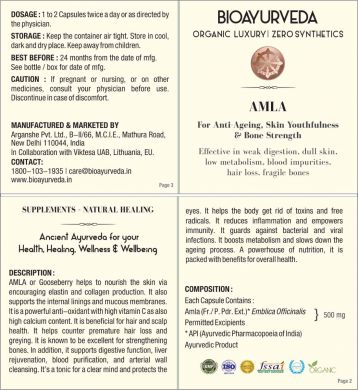 DOSAGE : 1 to 2 Capsules twice a day or as directed by
the physician.
STORAGE : Keep the container air tight. Store in cool,
dark and dry place. Keep away from children.
BEST BEFORE : 24 months from the date of mfg.
See bottle / box for date of mfg.
CAUTION : If pregnant or nursing, or on other
medicines, consult your physician before use.
Discontinue in case of discomfort.
MANUFACTURED & MARKETED BY
Arganshe Pvt. Ltd., B–II/66, M.C.I.E., Mathura Road,
New Delhi 110044, India
In Collaboration with Viktesa UAB, Lithuania, EU.
CONTACT:
1800–103–1935 | care@bioayurveda.in
www.bioayurveda.in
Page 3
BIOAYURVEDA
ORGANIC LUXURY | ZERO SYNTHETICS
AMLA
For Anti-Ageing, Skin Youthfulness
& Bone Strength
Effective in weak digestion, dull skin,
low metabolism, blood impurities,
hair loss, fragile bones
SUPPLEMENTS - NATURAL HEALING
Ancient Ayurveda for your
Health, Healing, Wellness & Wellbeing
DESCRIPTION :
AMLA or Gooseberry helps to nourish the skin via
encouraging elastin and collagen production. It also
supports the internal linings and mucous membranes.
It is a powerful anti–oxidant with high vitamin C as also
high calcium content. It is beneficial for hair and scalp
health. It helps counter premature hair loss and
greying. It is known to be excellent for strengthening
bones. In addition, it supports digestive function, liver
rejenvation, blood purification, and arterial wall
cleansing. It's a tonic for a clear mind and protects the
eyes. It helps the body get rid of toxins and free
radicals. It reduces inflammation and empowers
immunity. It guards against bacterial and viral
infections. It boosts metabolism and slows down the
ageing process. A powerhouse of nutrition, it is
packed with benefits for overall health.
COMPOSITION :
Each Capsule Contains :
Amla (Fr./ P. Pdr. Ext.)* Emblica Officinalis } 500 mg
Permitted Excipients
* API (Ayurvedic Pharmacopoeia of India)
Ayurvedic Product
fssai
ORGANIC
Page 2